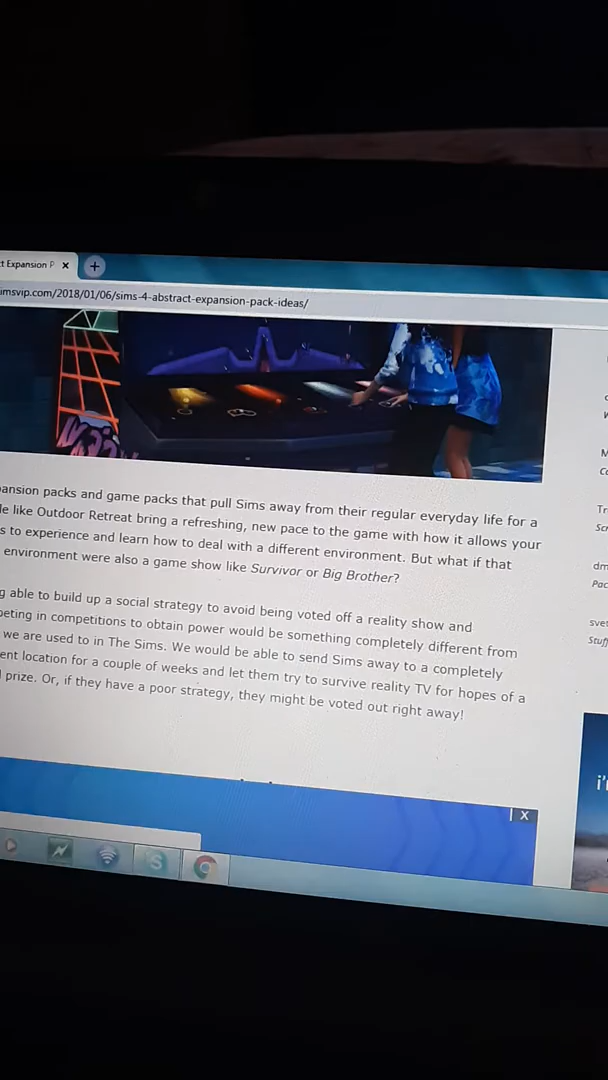 t Expansion P x +
imsvip.com/2018/01/06/sims-4-abstract-expansion-pack-ideas/
ansion packs and game packs that pull Sims away from their regular everyday life for a
le like Outdoor Retreat bring a refreshing, new pace to the game with how it allows your
s to experience and learn how to deal with a different environment. But what if that
environment were also a game show like Survivor or Big Brother?
g able to build up a social strategy to avoid being voted off a reality show and
peting in competitions to obtain power would be something completely different from
we are used to in The Sims. We would be able to send Sims away to a completely
ent location for a couple of weeks and let them try to survive reality TV for hopes of a
prize. Or, if they have a poor strategy, they might be voted out right away!
M
Co
Tr
Scr
dm
Pac
svet
Stuff
i'
X